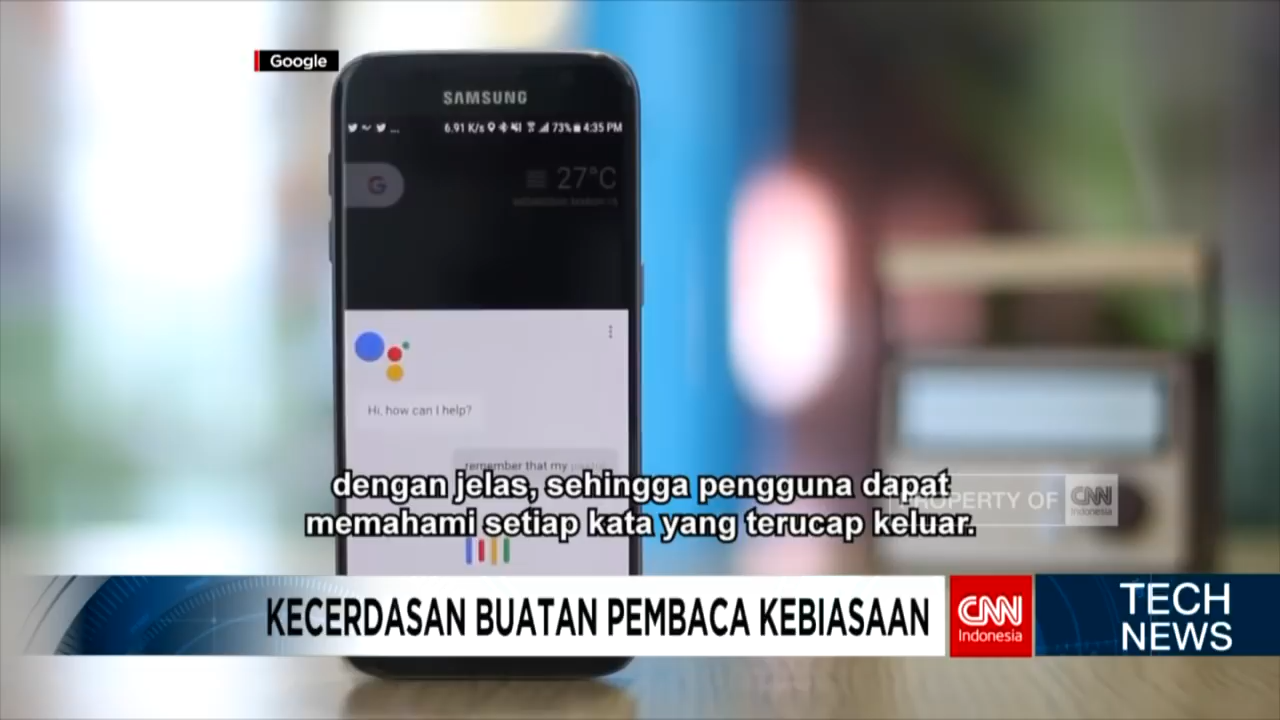 Google
SAMSUNG
6.91 K/s 73% 4:35 PM
G
27°C
Hi, how can I help?
remember that my
dengan jelas, sehingga pengguna dapat
memahami setiap kata yang terucap keluar.
PROPERTY OF CNN Indonesia
KECERDASAN BUATAN PEMBACA KEBIASAAN
CNN
Indonesia
TECH
NEWS